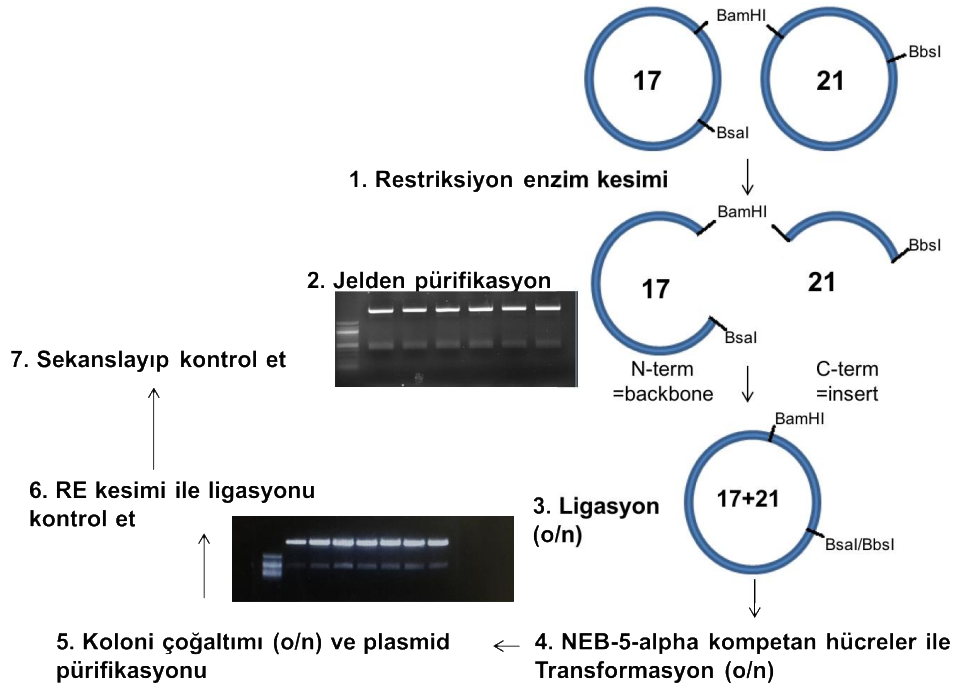 BamHI
17
21
BbsI
BsaI
1. Restriksiyon enzim kesimi
BamHI
BbsI
17
21
BsaI
N-term
=backbone
C-term
=insert
2. Jelden pürifikasyon
BamHI
17+21
BsaI/BbsI
3. Ligasyon
(o/n)
4. NEB-5-alpha kompetan hücreler ile
Transformasyon (o/n)
5. Koloni çoğaltımı (o/n) ve plasmid
pürifikasyonu
6. RE kesimi ile ligasyonu
kontrol et
7. Sekanslayıp kontrol et